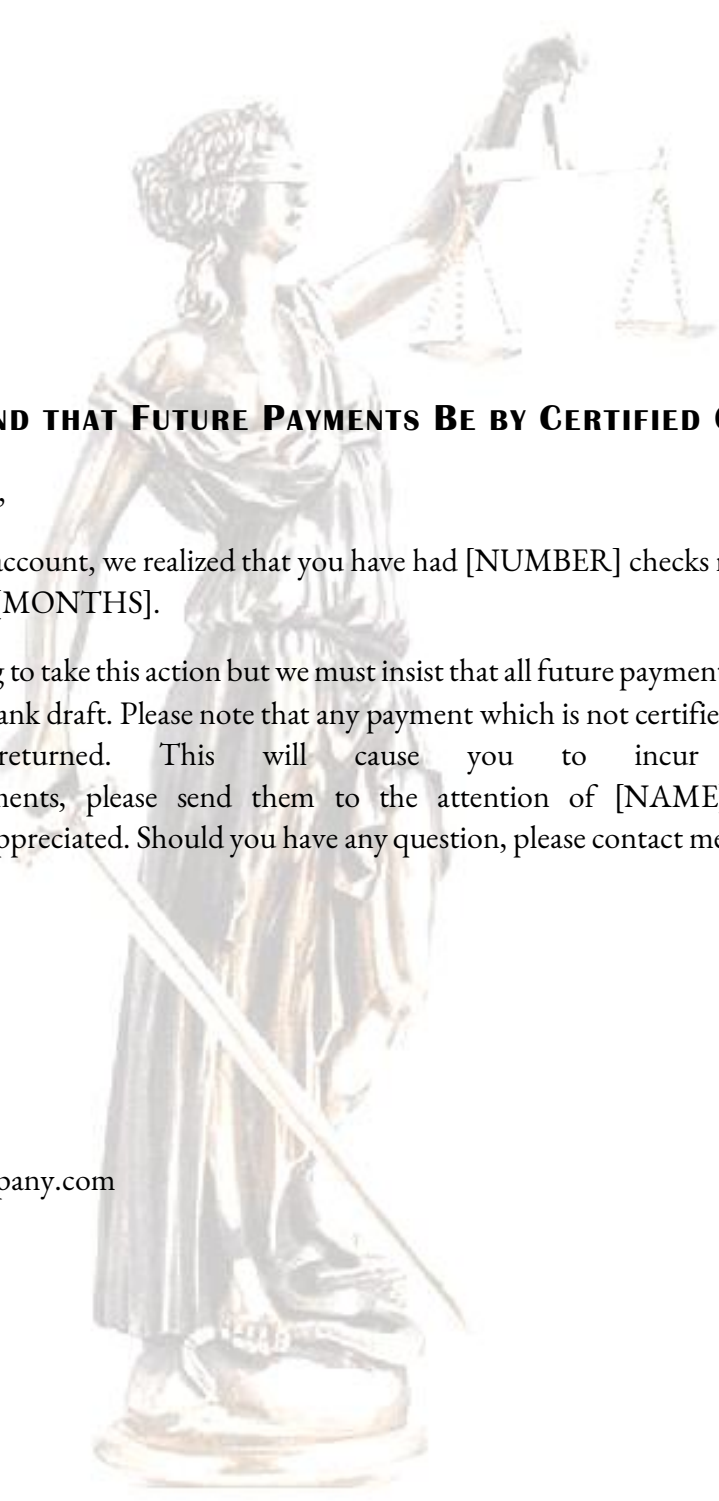 ND THAT FUTURE PAYMENTS BE BY CERTIFIED
,
account, we realized that you have had [NUMBER] checks
[MONTHS].
to take this action but we must insist that all future payment
ank draft. Please note that any payment which is not certifie
returned. This will cause you to incur
ments, please send them to the attention of [NAME
ppreciated. Should you have any question, please contact me
pany.com